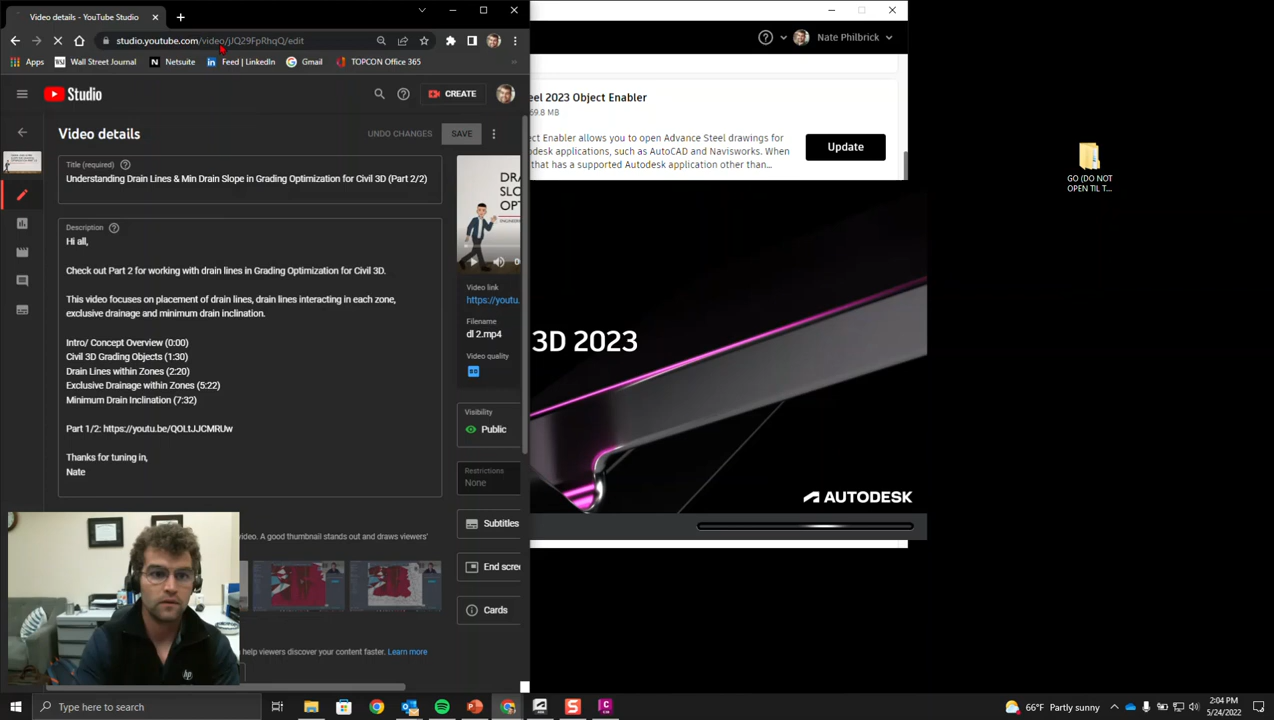 Video details - YouTube Studio
studio.youtube.com/video/jJQ29FpRhqQ/edit
Apps Wall Street Journal Netsuite Feed | LinkedIn Gmail TOPCON Office 365
Studio
CREATE
Video details
UNDO CHANGES SAVE
Title (required)
Understanding Drain Lines & Min Drain Slope in Grading Optimization for Civil 3D (Part 2/2)
Description
Hi all,
Check out Part 2 for working with drain lines in Grading Optimization for Civil 3D.
This video focuses on placement of drain lines, drain lines interacting in each zone,
exclusive drainage and minimum drain inclination.
Intro/ Concept Overview (0:00)
Civil 3D Grading Objects (1:30)
Drain Lines within Zones (2:20)
Exclusive Drainage within Zones (5:22)
Minimum Drain Inclination (7:32)
Part 1/2: https://youtu.be/QOLtJJCMRUw
Thanks for tuning in,
Nate
video. A good thumbnail stands out and draws viewers'
help viewers discover your content faster. Learn more
DRA
SLO
OPT
Video link
https://youtu.
Filename
dl 2.mp4
Video quality
Visibility
Public
Restrictions
None
Subtitles
End scree
Cards
Nate Philbrick
eel 2023 Object Enabler
69.8 MB
ect Enabler allows you to open Advance Steel drawings for
odesk applications, such as AutoCAD and Navisworks. When
that has a supported Autodesk application other than...
Update
3D 2023
AUTODESK
GO (DO NOT
OPEN TIL T...
hp
Type here to search
66°F Partly sunny
2:04 PM
5/24/2022